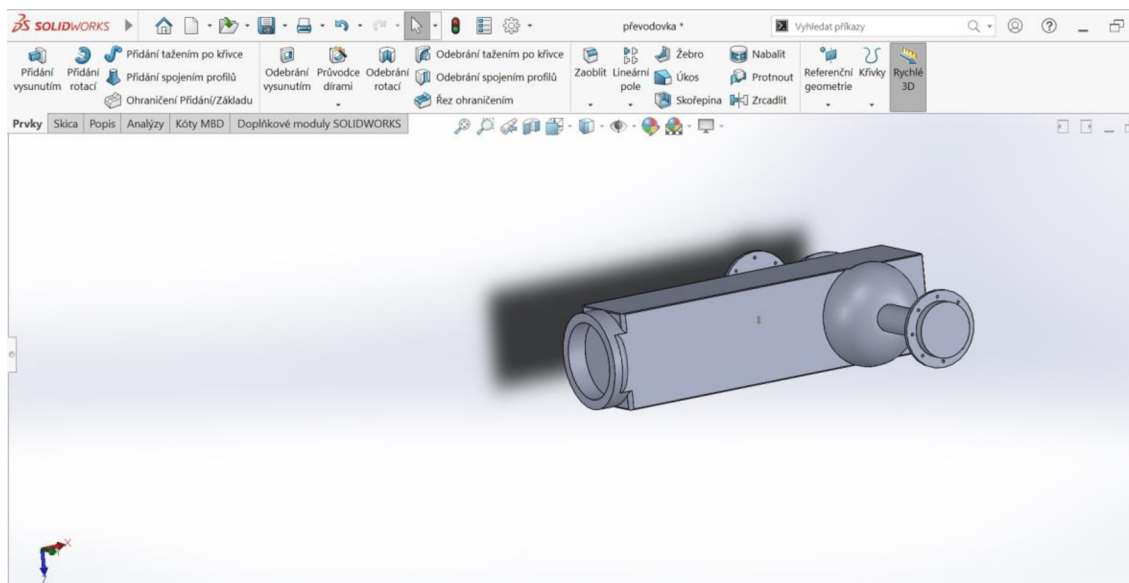 SOLIDWORKS
převodovka *
Vyhledat příkazy
Přidání vysunutím
Přidání rotací
Přidání tažením po křivce
Přidání spojením profilů
Ohraničení Přidání/Základu
Odebrání vysunutím
Průvodce dírami
Odebrání rotací
Odebrání tažením po křivce
Odebrání spojením profilů
Řez ohraničením
Zaoblit
Lineární pole
Žebro
Úkos
Skořepina
Nabalit
Protnout
Zrcadlit
Referenční geometrie
Křivky
Rychlé 3D
Prvky Skica Popis Analýzy Kóty MBD Doplňkové moduly SOLIDWORKS
X